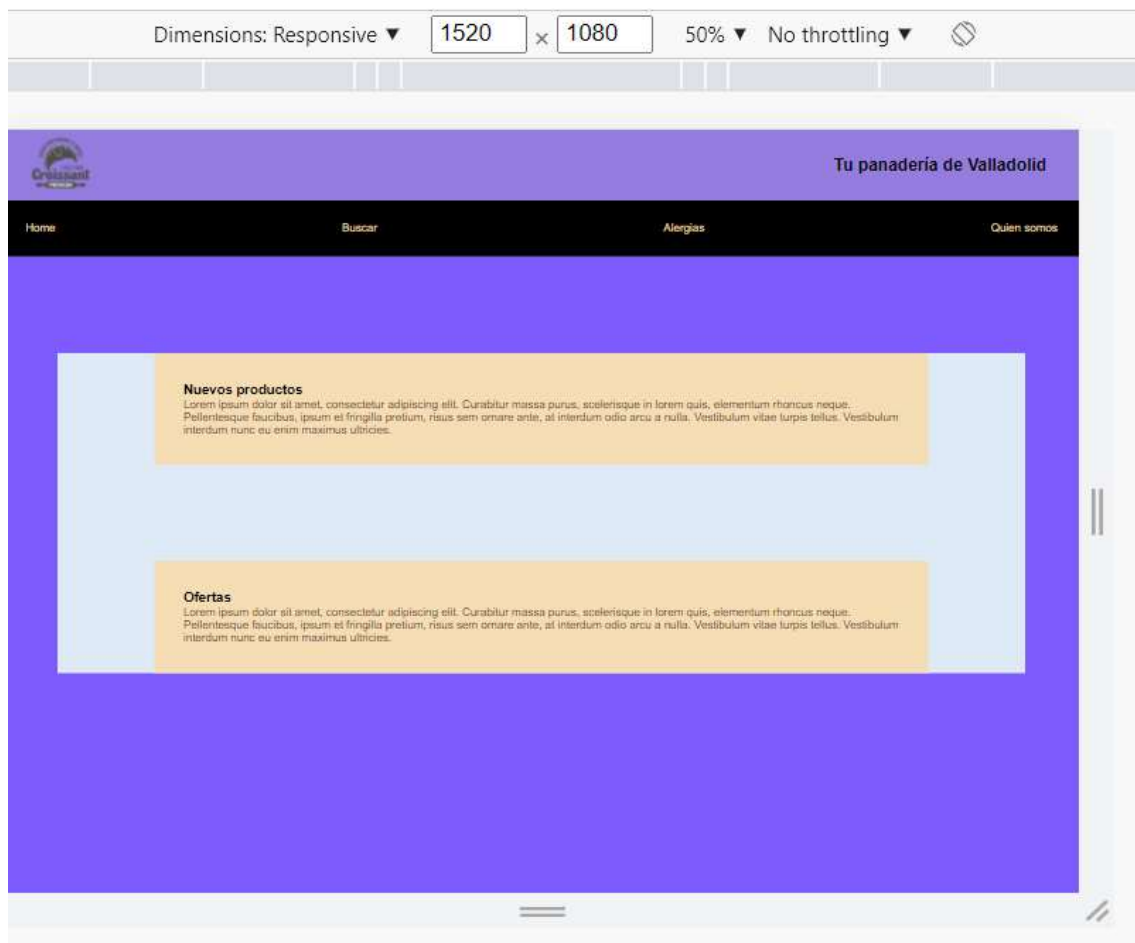 Dimensions: Responsive ▼ 1520 × 1080 50% ▼ No throttling ▼
Croissant
Tu panadería de Valladolid
Home Buscar Alergias Quien somos
Nuevos productos
Lorem ipsum dolor sit amet, consectetur adipiscing elit. Curabitur massa purus, scelerisque in lorem quis, elementum rhoncus neque.
Pellentesque faucibus, ipsum et fringilla pretium, risus sem ornare ante, at interdum odio arcu a nulla. Vestibulum vitae turpis tellus. Vestibulum
interdum nunc eu enim maximus ultricies.
Ofertas
Lorem ipsum dolor sit amet, consectetur adipiscing elit. Curabitur massa purus, scelerisque in lorem quis, elementum rhoncus neque.
Pellentesque faucibus, ipsum et fringilla pretium, risus sem ornare ante, at interdum odio arcu a nulla. Vestibulum vitae turpis tellus. Vestibulum
interdum nunc eu enim maximus ultricies.